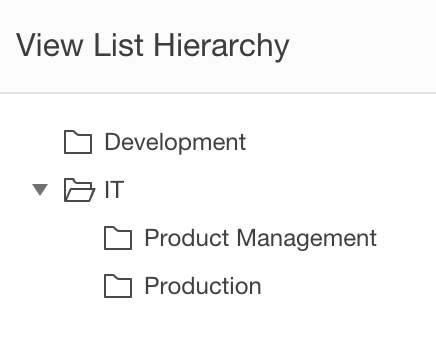 View List Hierarchy
Development
IT
Product Management
Production